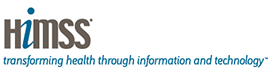 HiMSS
transforming health through information and technology™